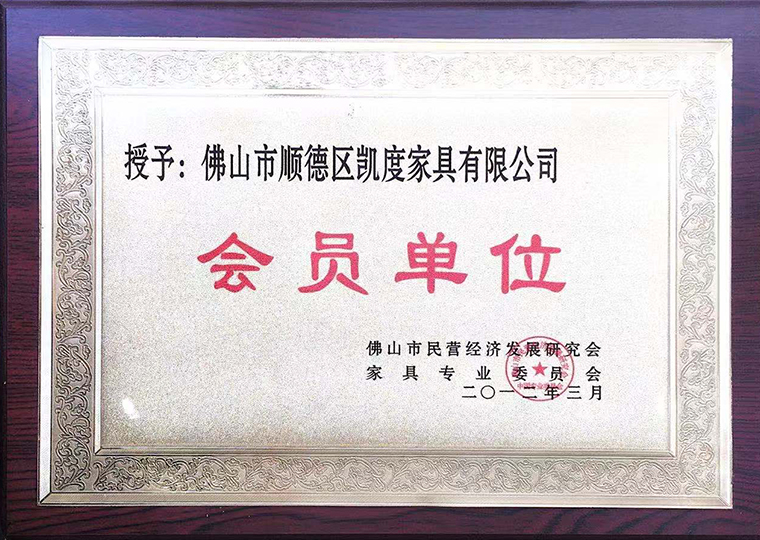 授予：佛山市顺德区凯度家具有限公司
会员单位
佛山市民营经济发展研究会
家具专业委员会
二〇一二年三月